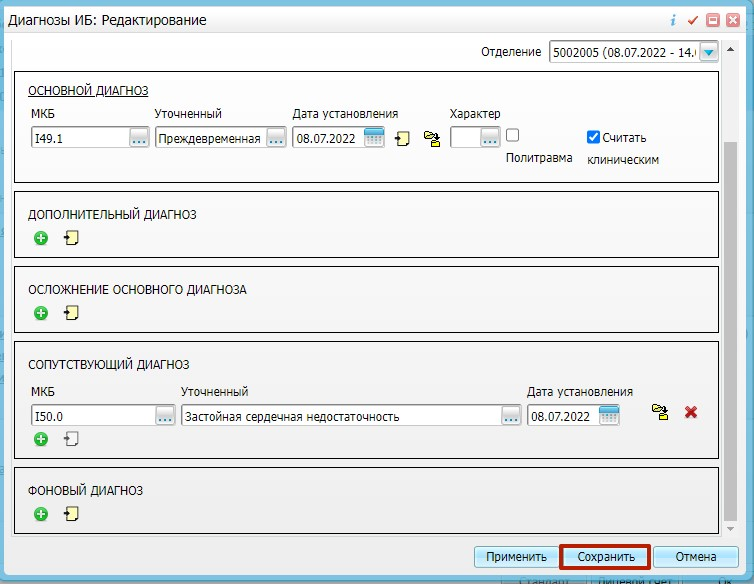 Диагнозы ИБ: Редактирование
Отделение 5002005 (08.07.2022 - 14.
ОСНОВНОЙ ДИАГНОЗ
МКБ Уточненный Дата установления Характер
I49.1 ... Преждевременная ... 08.07.2022 ... Считать
Политравма клиническим
ДОПОЛНИТЕЛЬНЫЙ ДИАГНОЗ
ОСЛОЖНЕНИЕ ОСНОВНОГО ДИАГНОЗА
СОПУТСТВУЮЩИЙ ДИАГНОЗ
МКБ Уточненный Дата установления
I50.0 ... Застойная сердечная недостаточность ... 08.07.2022
ФОНОВЫЙ ДИАГНОЗ
Применить Сохранить Отмена